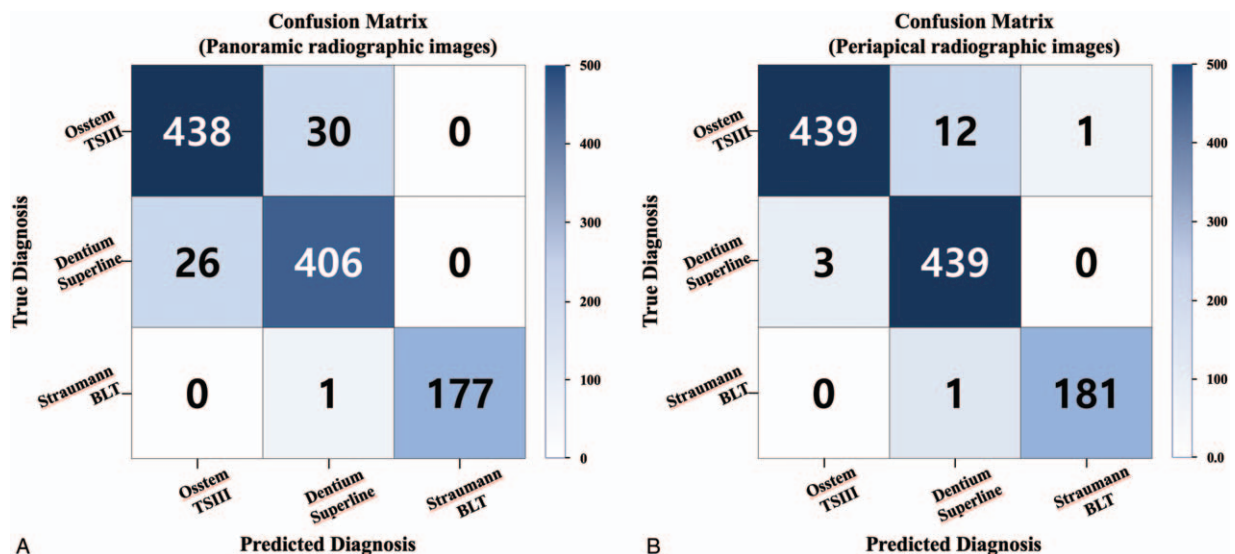 Confusion Matrix
(Panoramic radiographic images)
True Diagnosis
Osstem
TSIII
438 30 0
Dentium
Superline
26 406 0
Straumann
BLT
0 1 177
Osstem
TSIII
Dentium
Superline
Straumann
BLT
Predicted Diagnosis
500
400
300
200
100
0
A
Confusion Matrix
(Periapical radiographic images)
True Diagnosis
Osstem
TSIII
439 12 1
Dentium
Superline
3 439 0
Straumann
BLT
0 1 181
Osstem
TSIII
Dentium
Superline
Straumann
BLT
Predicted Diagnosis
500
400
300
200
100
0.0
B